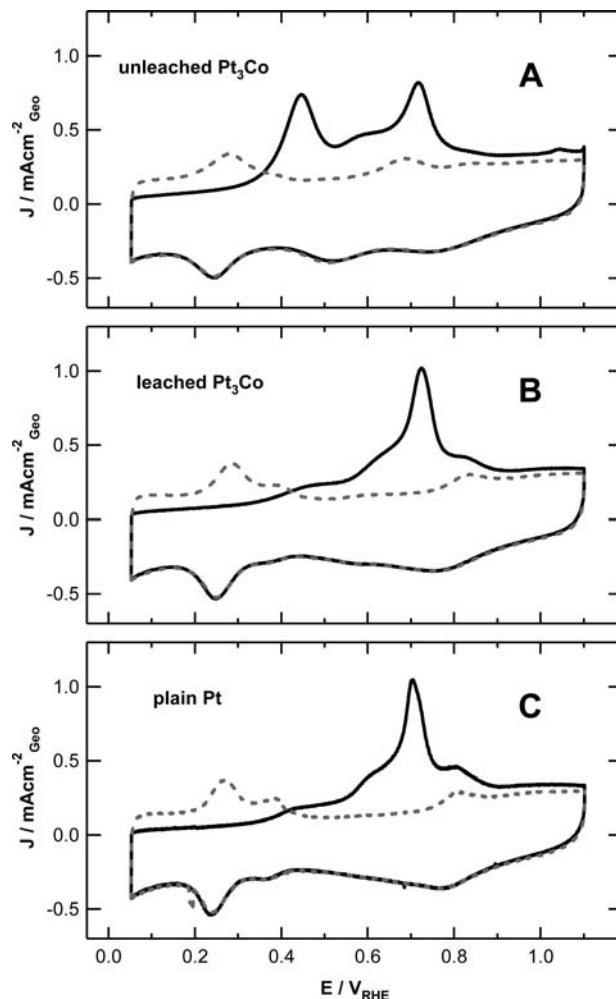 unleached Pt₃Co
A
J / mAcm⁻²Geo
1.0
0.5
0.0
-0.5
leached Pt₃Co
B
J / mAcm⁻²Geo
1.0
0.5
0.0
-0.5
plain Pt
C
J / mAcm⁻²Geo
1.0
0.5
0.0
-0.5
0.0 0.2 0.4 0.6 0.8 1.0
E / VRHE